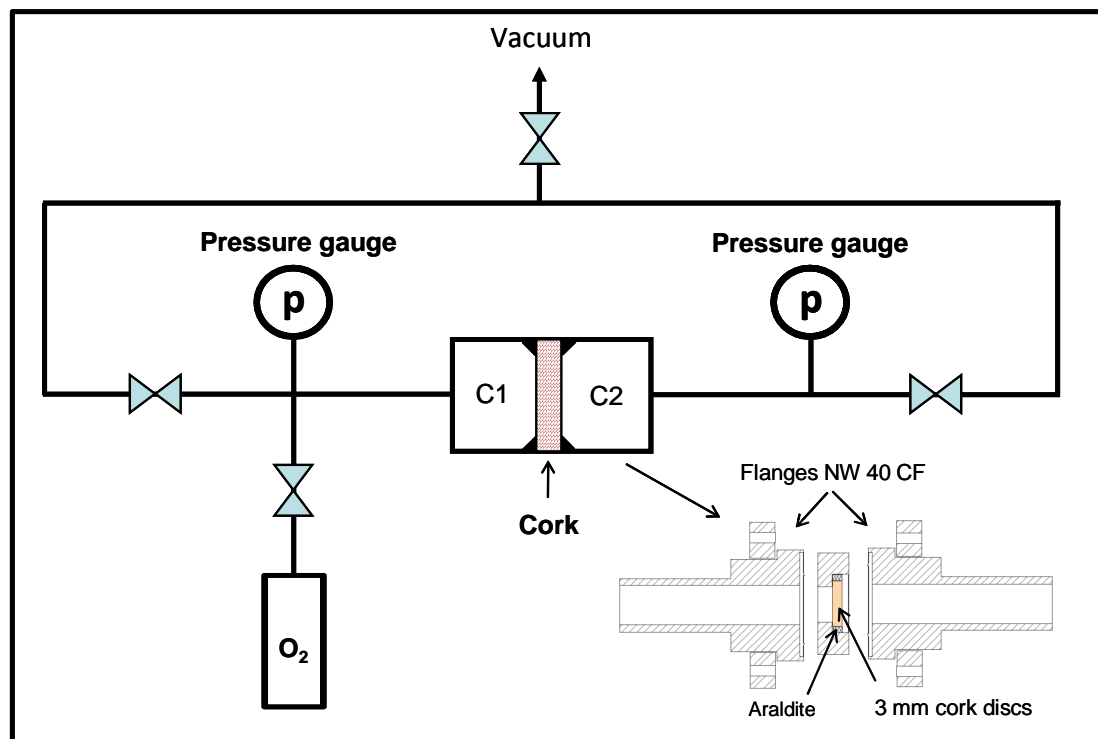 Vacuum
Pressure gauge
Pressure gauge
p
p
C1
C2
Flanges NW 40 CF
Cork
O₂
Araldite
3 mm cork discs